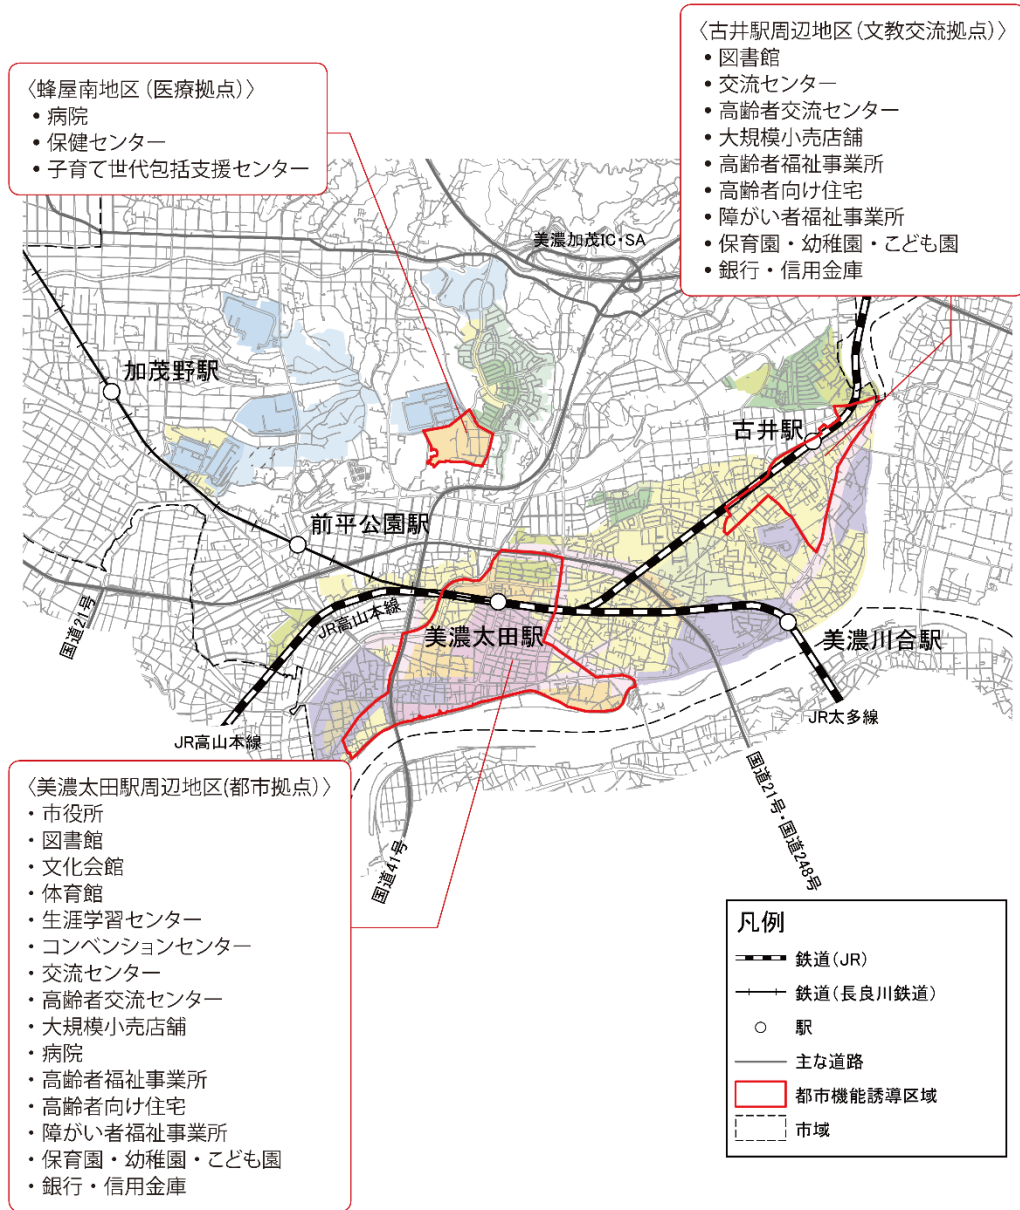 〈古井駅周辺地区(文教交流拠点)〉
• 図書館
• 交流センター
• 高齢者交流センター
• 大規模小売店舗
• 高齢者福祉事業所
• 高齢者向け住宅
• 障がい者福祉事業所
• 保育園・幼稚園・こども園
• 銀行・信用金庫
〈蜂屋南地区(医療拠点)〉
• 病院
• 保健センター
• 子育て世代包括支援センター
美濃加茂IC・SA
加茂野駅
古井駅
前平公園駅
国道21号
JR高山本線
美濃太田駅
美濃川合駅
JR高山本線
JR太多線
国道41号
国道21号・国道248号
〈美濃太田駅周辺地区(都市拠点)〉
・市役所
・図書館
・文化会館
・体育館
・生涯学習センター
・コンベンションセンター
・交流センター
・高齢者交流センター
・大規模小売店舗
・病院
・高齢者福祉事業所
・高齢者向け住宅
・障がい者福祉事業所
・保育園・幼稚園・こども園
・銀行・信用金庫
凡例
鉄道(JR)
鉄道(長良川鉄道)
駅
主な道路
都市機能誘導区域
市域